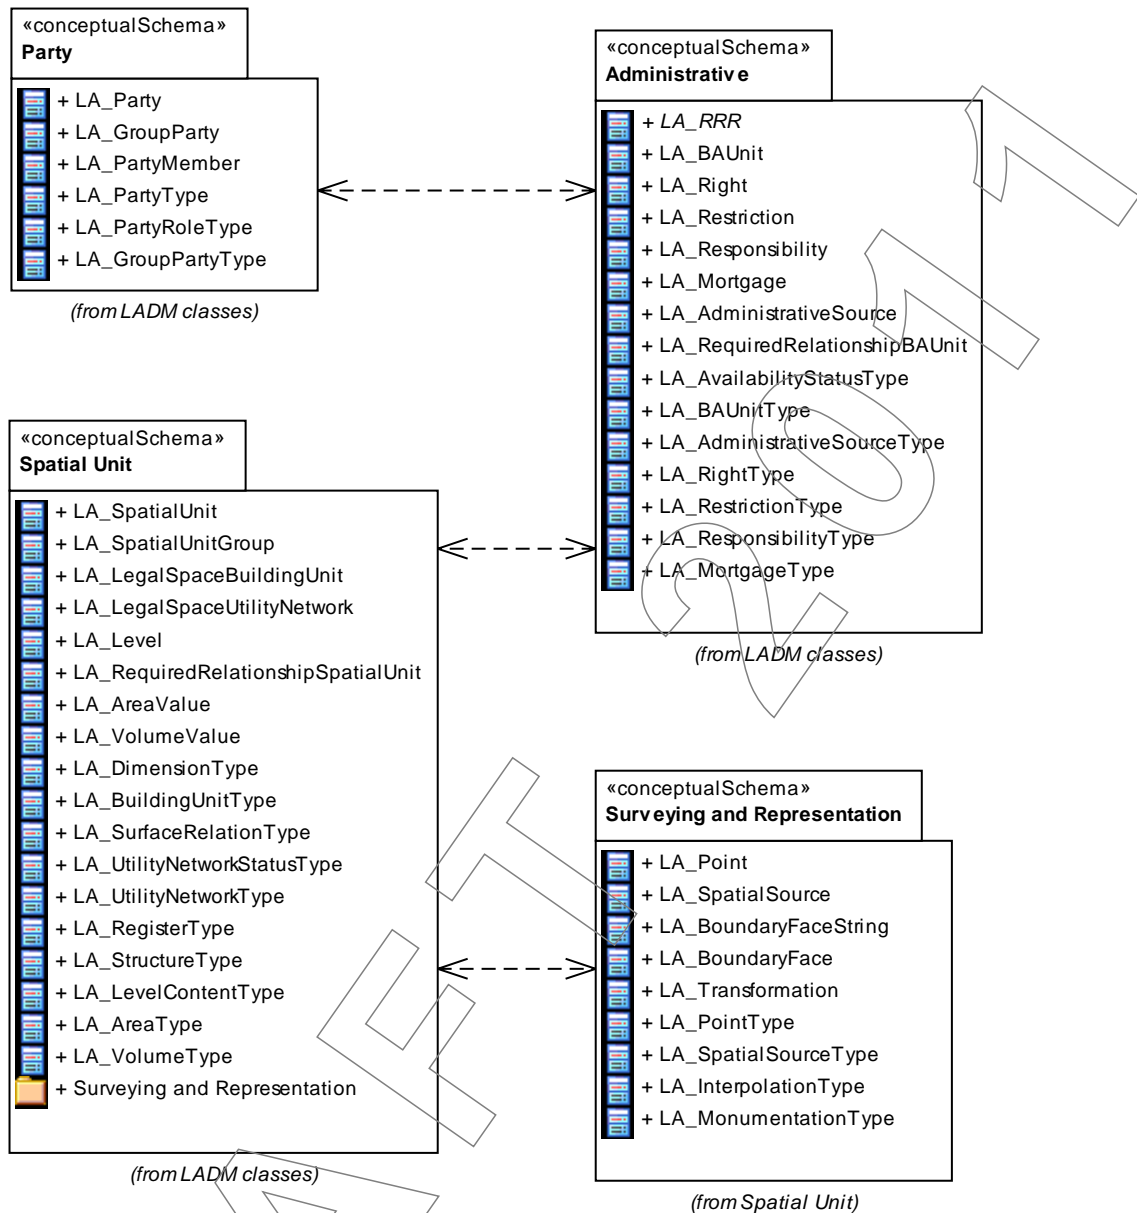 «conceptualSchema»
Party
+ LA_Party
+ LA_GroupParty
+ LA_PartyMember
+ LA_PartyType
+ LA_PartyRoleType
+ LA_GroupPartyType
(from LADM classes)
«conceptualSchema»
Administrative
+ LA_RRR
+ LA_BAUnit
+ LA_Right
+ LA_Restriction
+ LA_Responsibility
+ LA_Mortgage
+ LA_AdministrativeSource
+ LA_RequiredRelationshipBAUnit
+ LA_AvailabilityStatusType
+ LA_BAUnitType
+ LA_AdministrativeSourceType
+ LA_RightType
+ LA_RestrictionType
+ LA_ResponsibilityType
+ LA_MortgageType
(from LADM classes)
«conceptualSchema»
Spatial Unit
+ LA_SpatialUnit
+ LA_SpatialUnitGroup
+ LA_LegalSpaceBuildingUnit
+ LA_LegalSpaceUtilityNetwork
+ LA_Level
+ LA_RequiredRelationshipSpatialUnit
+ LA_AreaValue
+ LA_VolumeValue
+ LA_DimensionType
+ LA_BuildingUnitType
+ LA_SurfaceRelationType
+ LA_UtilityNetworkStatusType
+ LA_UtilityNetworkType
+ LA_RegisterType
+ LA_StructureType
+ LA_LevelContentType
+ LA_AreaType
+ LA_VolumeType
+ Surveying and Representation
(from LADM classes)
«conceptualSchema»
Surveying and Representation
+ LA_Point
+ LA_SpatialSource
+ LA_BoundaryFaceString
+ LA_BoundaryFace
+ LA_Transformation
+ LA_PointType
+ LA_SpatialSourceType
+ LA_InterpolationType
+ LA_MonumentationType
(from Spatial Unit)
AFT 2011